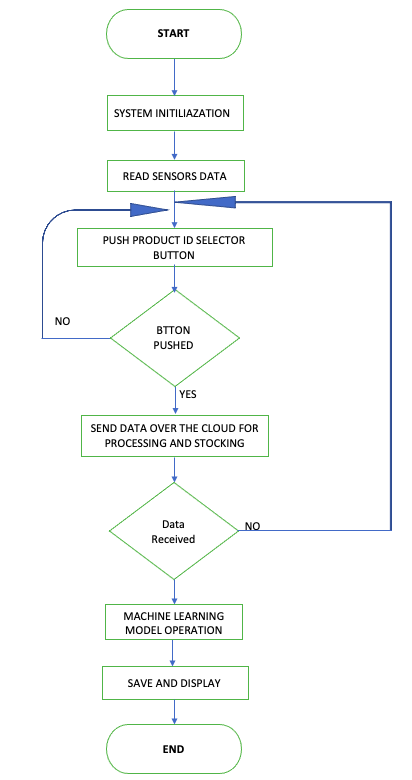 START
SYSTEM INITILIAZATION
READ SENSORS DATA
PUSH PRODUCT ID SELECTOR
BUTTON
NO
BTTON
PUSHED
YES
SEND DATA OVER THE CLOUD FOR
PROCESSING AND STOCKING
Data
Received
NO
MACHINE LEARNING
MODEL OPERATION
SAVE AND DISPLAY
END